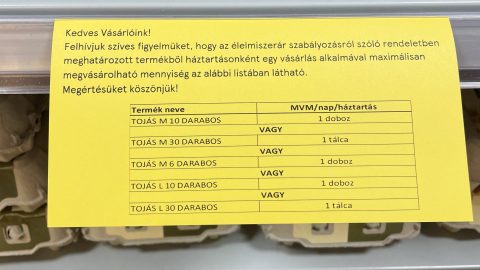 Kedves Vásárlóink!
Felhívjuk szíves figyelmüket, hogy az élelmiszerár szabályozásról szóló rendeletben
meghatározott termékből háztartásonként egy vásárlás alkalmával maximálisan
megvásárolható mennyiség az alábbi listában látható.
Megértésüket köszönjük!
Termék neve MVM/nap/háztartás
TOJÁS M 10 DARABOS 1 doboz
VAGY
TOJÁS M 30 DARABOS 1 tálca
VAGY
TOJÁS M 6 DARABOS 1 doboz
VAGY
TOJÁS L 10 DARABOS 1 doboz
VAGY
TOJÁS L 30 DARABOS 1 tálca